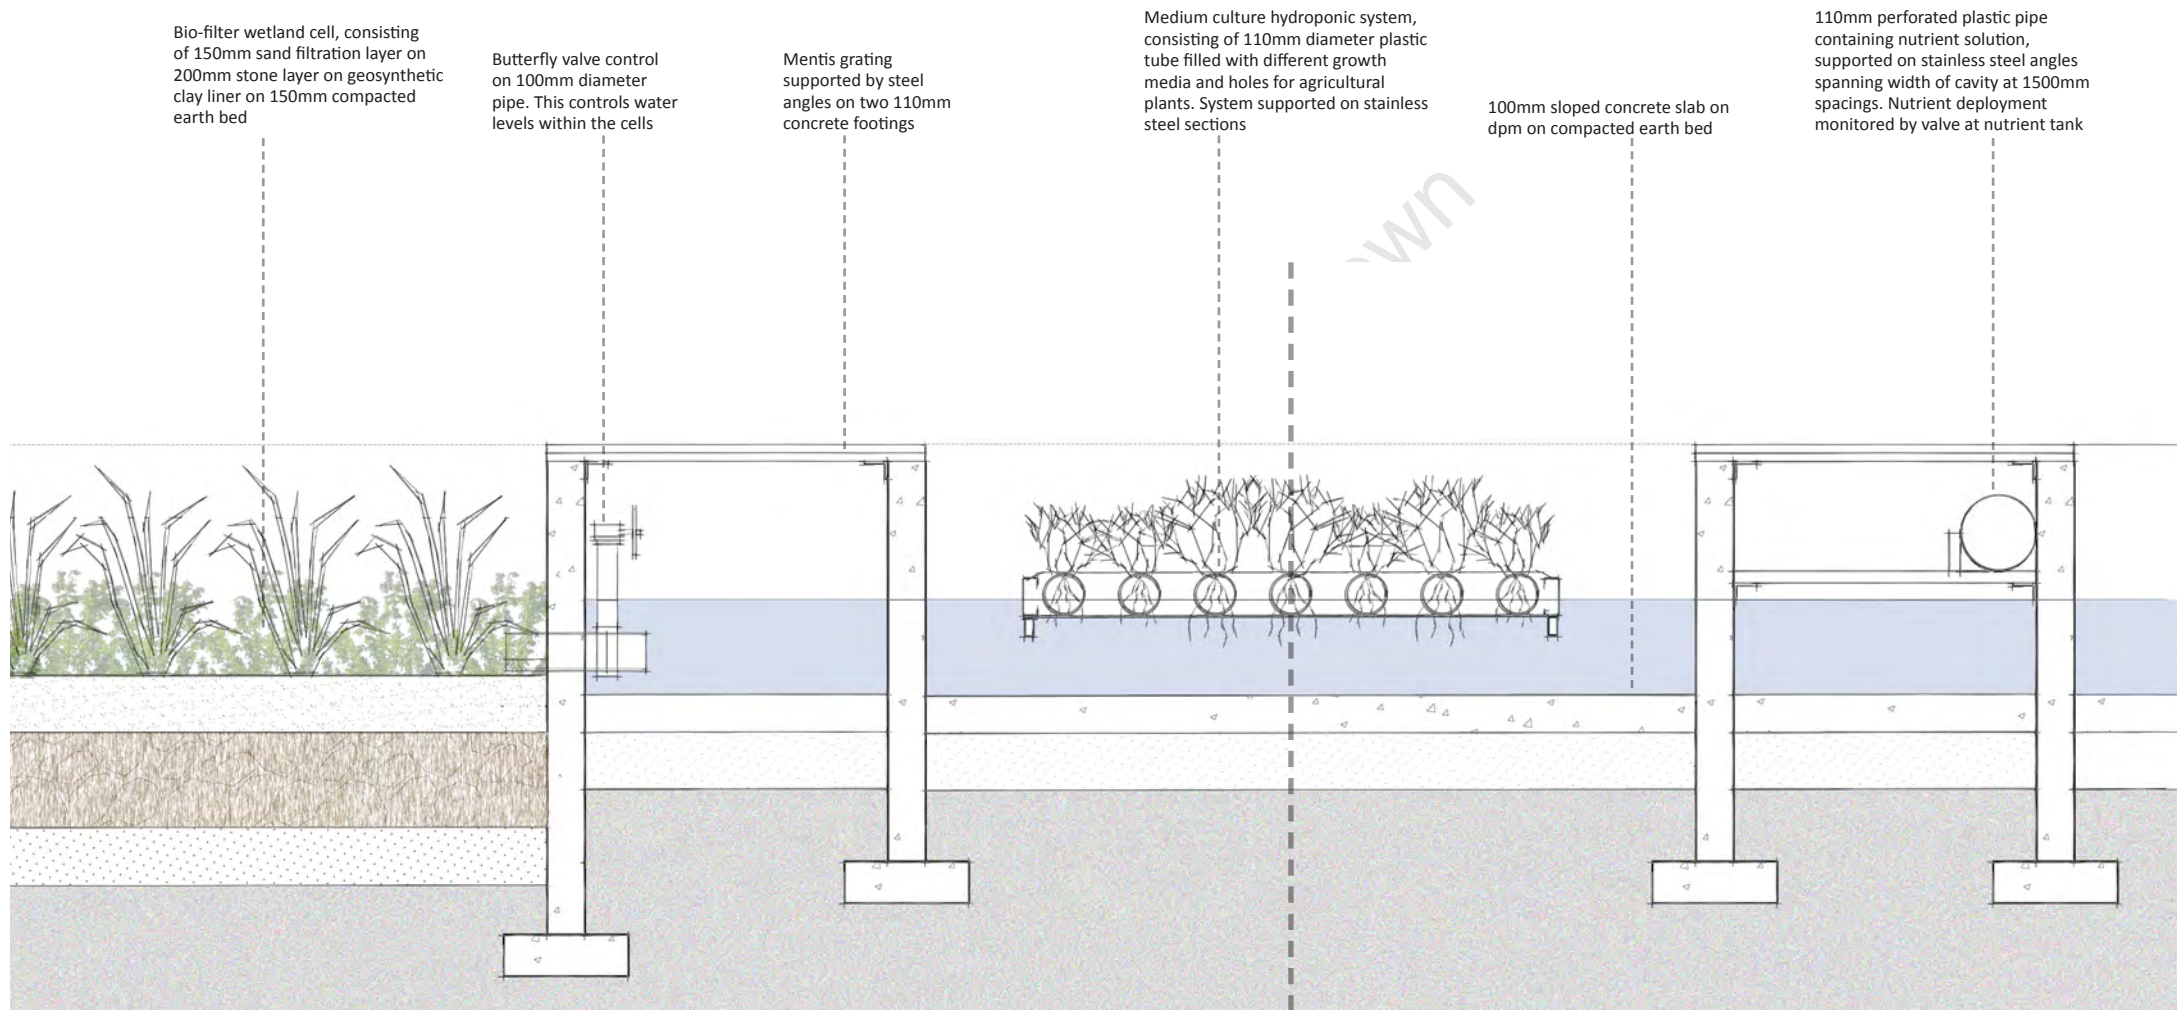 Bio-filter wetland cell, consisting
of 150mm sand filtration layer on
200mm stone layer on geosynthetic
clay liner on 150mm compacted
earth bed
Butterfly valve control
on 100mm diameter
pipe. This controls water
levels within the cells
Mentis grating
supported by steel
angles on two 110mm
concrete footings
Medium culture hydroponic system,
consisting of 110mm diameter plastic
tube filled with different growth
media and holes for agricultural
plants. System supported on stainless
steel sections
100mm sloped concrete slab on
dpm on compacted earth bed
110mm perforated plastic pipe
containing nutrient solution,
supported on stainless steel angles
spanning width of cavity at 1500mm
spacings. Nutrient deployment
monitored by valve at nutrient tank